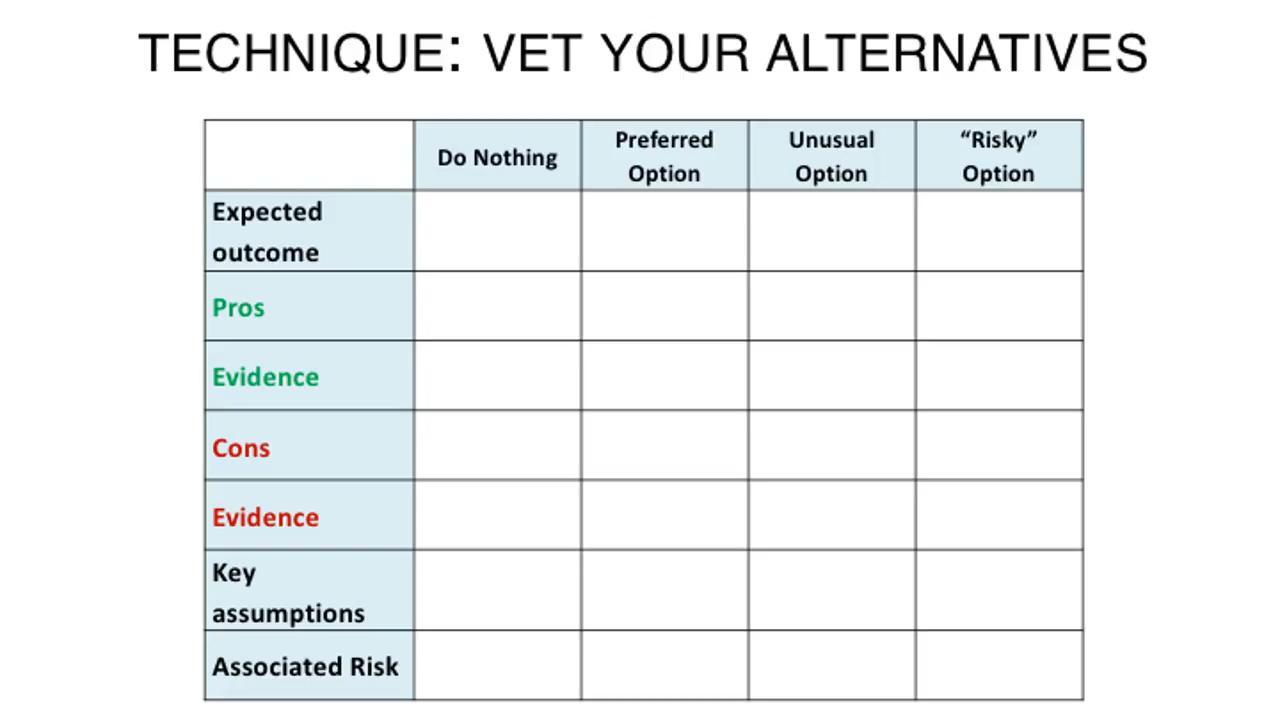 TECHNIQUE: VET YOUR ALTERNATIVES
Do Nothing
Preferred
Option
Unusual
Option
“Risky”
Option
Expected
outcome
Pros
Evidence
Cons
Evidence
Key
assumptions
Associated Risk